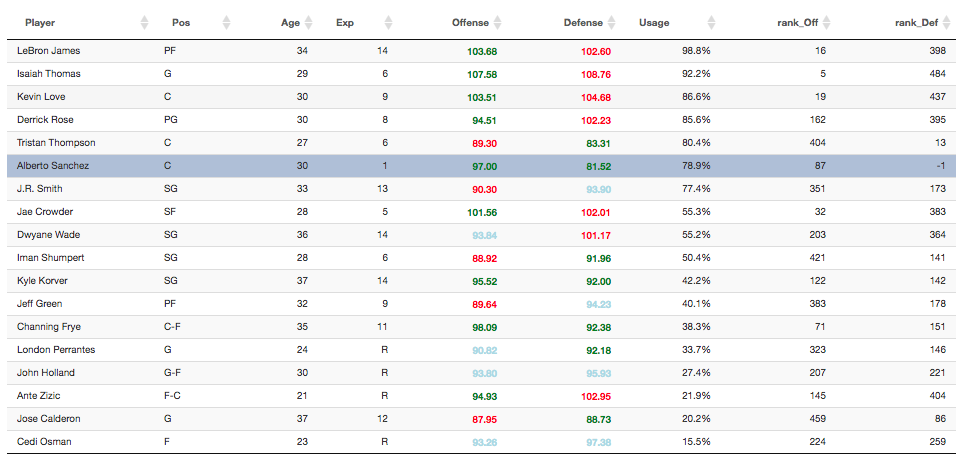 Player Pos Age Exp Offense Defense Usage rank_Off rank_Def
LeBron James PF 34 14 103.68 102.60 98.8% 16 398
Isaiah Thomas G 29 6 107.58 108.76 92.2% 5 484
Kevin Love C 30 9 103.51 104.68 86.6% 19 437
Derrick Rose PG 30 8 94.51 102.23 85.6% 162 395
Tristan Thompson C 27 6 89.30 83.31 80.4% 404 13
Alberto Sanchez C 30 1 97.00 81.52 78.9% 87 -1
J.R. Smith SG 33 13 90.30 93.90 77.4% 351 173
Jae Crowder SF 28 5 101.56 102.01 55.3% 32 383
Dwyane Wade SG 36 14 93.84 101.17 55.2% 203 364
Iman Shumpert SG 28 6 88.92 91.96 50.4% 421 141
Kyle Korver SG 37 14 95.52 92.00 42.2% 122 142
Jeff Green PF 32 9 89.64 94.23 40.1% 383 178
Channing Frye C-F 35 11 98.09 92.38 38.3% 71 151
London Perrantes G 24 R 90.82 92.18 33.7% 323 146
John Holland G-F 30 R 93.80 95.93 27.4% 207 221
Ante Zizic F-C 21 R 94.93 102.95 21.9% 145 404
Jose Calderon G 37 12 87.95 88.73 20.2% 459 86
Cedi Osman F 23 R 93.28 97.38 15.5% 224 259